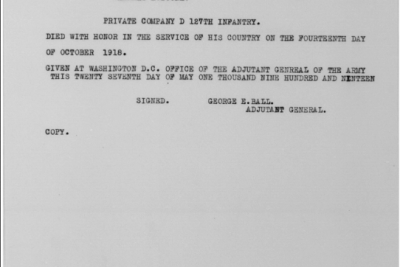 PRIVATE COMPANY D 127TH INFANTRY.
DIED WITH HONOR IN THE SERVICE OF HIS COUNTRY ON THE FOURTEENTH DAY
OF OCTOBER 1918.
GIVEN AT WASHINGTON D.C. OFFICE OF THE ADJUTANT GENREAL OF THE ARMY
THIS TWENTY SEVENTH DAY OF MAY ONE THOUSAND NINE HUNDRED AND NINTEEN
SIGNED. GEORGE E.BALL.
ADJUTANT GENERAL.
COPY.